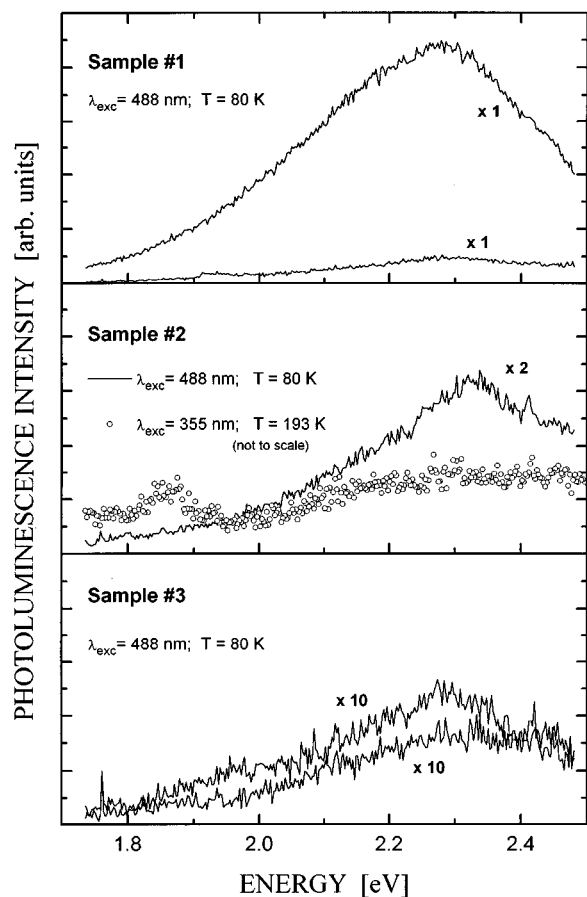 PHOTOLUMINESCENCE INTENSITY [arb. units]
Sample #1
λexc= 488 nm; T = 80 K
x 1
x 1
Sample #2
λexc= 488 nm; T = 80 K
x 2
λexc= 355 nm; T = 193 K
(not to scale)
Sample #3
λexc= 488 nm; T = 80 K
x 10
x 10
1.8 2.0 2.2 2.4
ENERGY [eV]